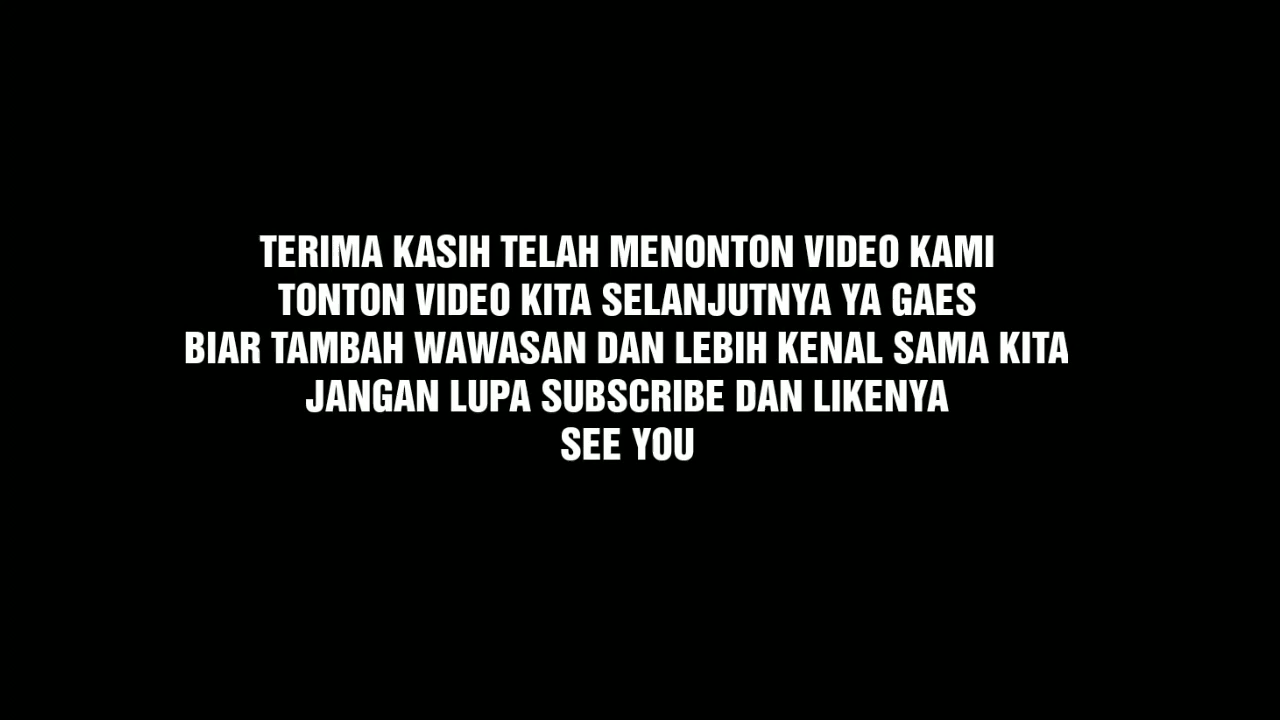 TERIMA KASIH TELAH MENONTON VIDEO KAMI
TONTON VIDEO KITA SELANJUTNYA YA GAES
BIAR TAMBAH WAWASAN DAN LEBIH KENAL SAMA KITA
JANGAN LUPA SUBSCRIBE DAN LIKENYA
SEE YOU